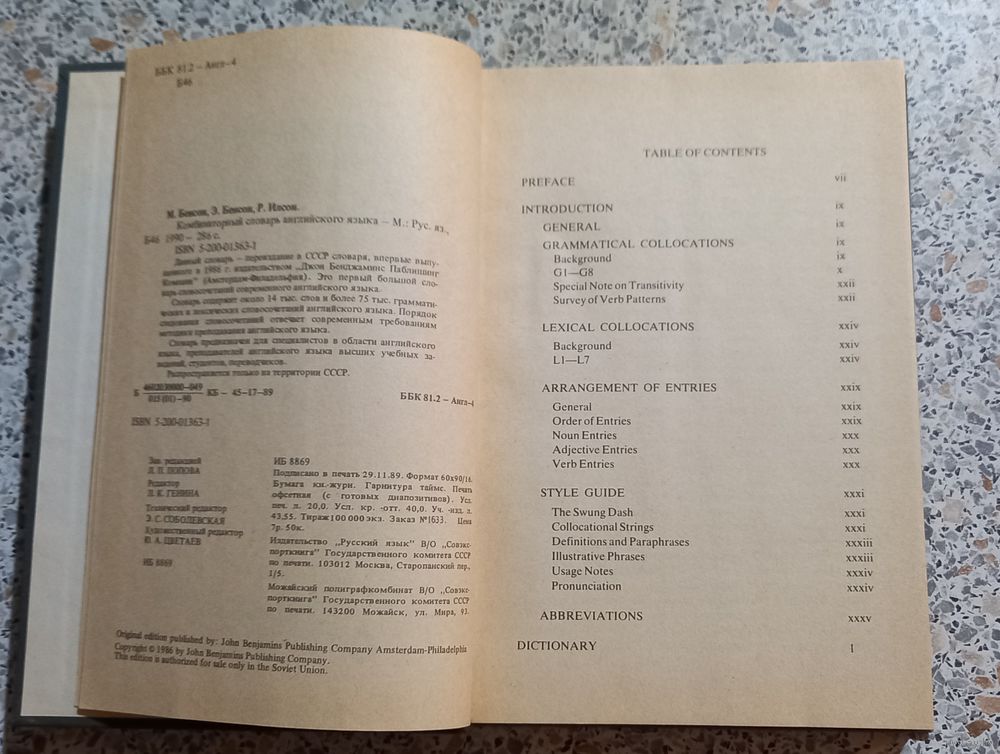 ББК 81.2 – Англ–4
Б46
М. Бенсон, Э. Бенсон, Р. Илсон.
Комбинаторный словарь английского языка – М.: Рус. яз.,
Б46 1990 – 286 с.
ISBN 5-200-01363-1
Данный словарь – переиздание в СССР словаря, впервые выпу-
щенного в 1986 г. издательством „Джон Бенджаминс Паблишинг
Компани" (Амстердам-Филадельфия). Это первый большой сло-
варь словосочетаний современного английского языка.
Словарь содержит около 14 тыс. слов и более 75 тыс. граммати-
ческих и лексических словосочетаний английского языка. Порядок
следования словосочетаний отвечает современным требованиям
методики преподавания английского языка.
Словарь предназначен для специалистов в области английского
языка, преподавателей английского языка высших учебных за-
ведений, студентов, переводчиков.
Распространяется только на территории СССР.
Б 4602030000–049
015 (01) –90
КБ – 45–17–89
ББК 81.2 – Англ–4
ISBN 5-200-01363-1
Зав. редакцией
Л. П. ПОПОВА
Редактор
Л. К. ГЕНИНА
Технический редактор
Э. С. СОБОЛЕВСКАЯ
Художественный редактор
Ю. А. ЦВЕТАЕВ
ИБ 8869
ИБ 8869
Подписано в печать 29.11.89. Формат 60х90/16.
Бумага кн.-журн. Гарнитура таймс. Печать
офсетная (с готовых диапозитивов). Усл.
печ. л. 20,0. Усл. кр. -отт. 40,0. Уч. -изд. л.
43,55. Тираж 100 000 экз. Заказ №1633. Цена
7р. 50к.
Издательство „Русский язык" В/О „Совэкс-
порткнига" Государственного комитета СССР
по печати. 103012 Москва, Старопанский пер.,
1/5.
Можайский полиграфкомбинат В/О „Совэкс-
порткнига" Государственного комитета СССР
по печати. 143200 Можайск, ул. Мира, 93.
Original edition published by: John Benjamins Publishing Company Amsterdam-Philadelphia
Copyright © 1986 by John Benjamins Publishing Company.
This edition is authorized for sale only in the Soviet Union.
TABLE OF CONTENTS
PREFACE vii
INTRODUCTION ix
GENERAL ix
GRAMMATICAL COLLOCATIONS ix
Background ix
G1—G8 x
Special Note on Transitivity xxii
Survey of Verb Patterns xxii
LEXICAL COLLOCATIONS xxiv
Background xxiv
L1—L7 xxiv
ARRANGEMENT OF ENTRIES xxix
General xxix
Order of Entries xxix
Noun Entries xxx
Adjective Entries xxx
Verb Entries xxx
STYLE GUIDE xxxi
The Swung Dash xxxi
Collocational Strings xxxi
Definitions and Paraphrases xxxiii
Illustrative Phrases xxxiii
Usage Notes xxxiv
Pronunciation xxxiv
ABBREVIATIONS xxxv
DICTIONARY 1